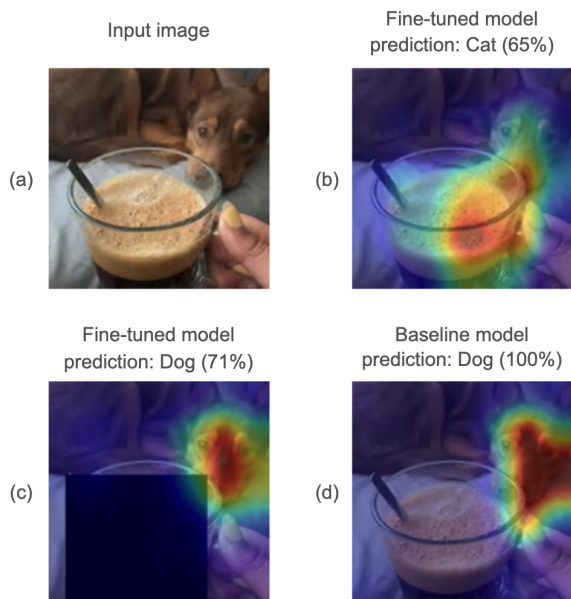 Input image
Fine-tuned model
prediction: Cat (65%)
(a)
(b)
Fine-tuned model
prediction: Dog (71%)
Baseline model
prediction: Dog (100%)
(c)
(d)